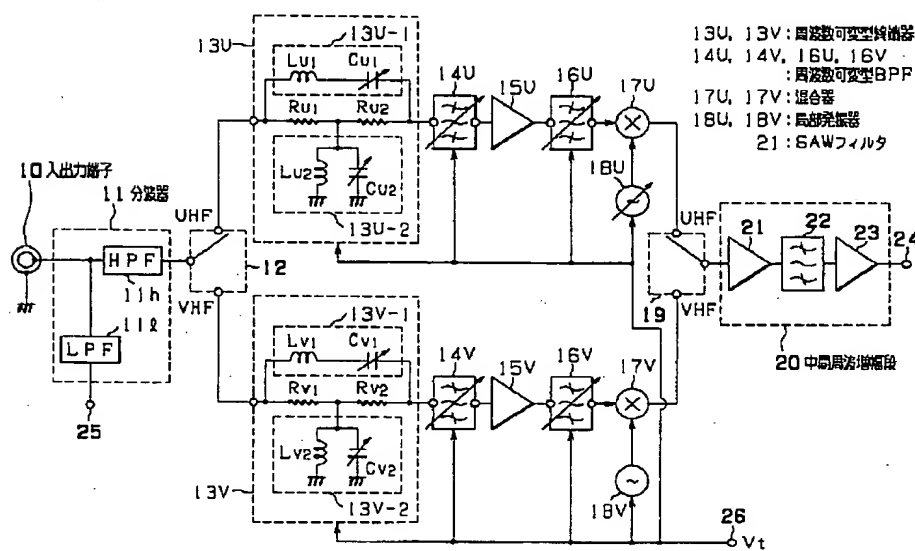 13U, 13V:周波数可変型終端器
14U, 14V, 16U, 16V
:周波数可変型BPF
17U, 17V:混合器
18U, 18V:局部発振器
21:SAWフィルタ
13U
13U-1
LU1
CU1
RU1
RU2
LU2
CU2
13U-2
14U
15U
16U
17U
18U
10 入出力端子
11 分波器
HPF
11h
LPF
11ℓ
25
UHF
VHF
12
13V-1
LV1
CV1
RV1
RV2
LV2
CV2
13V-2
13V
14V
15V
16V
17V
18V
UHF
VHF
19
21
22
23
24
20 中間周波増幅段
26
Vt